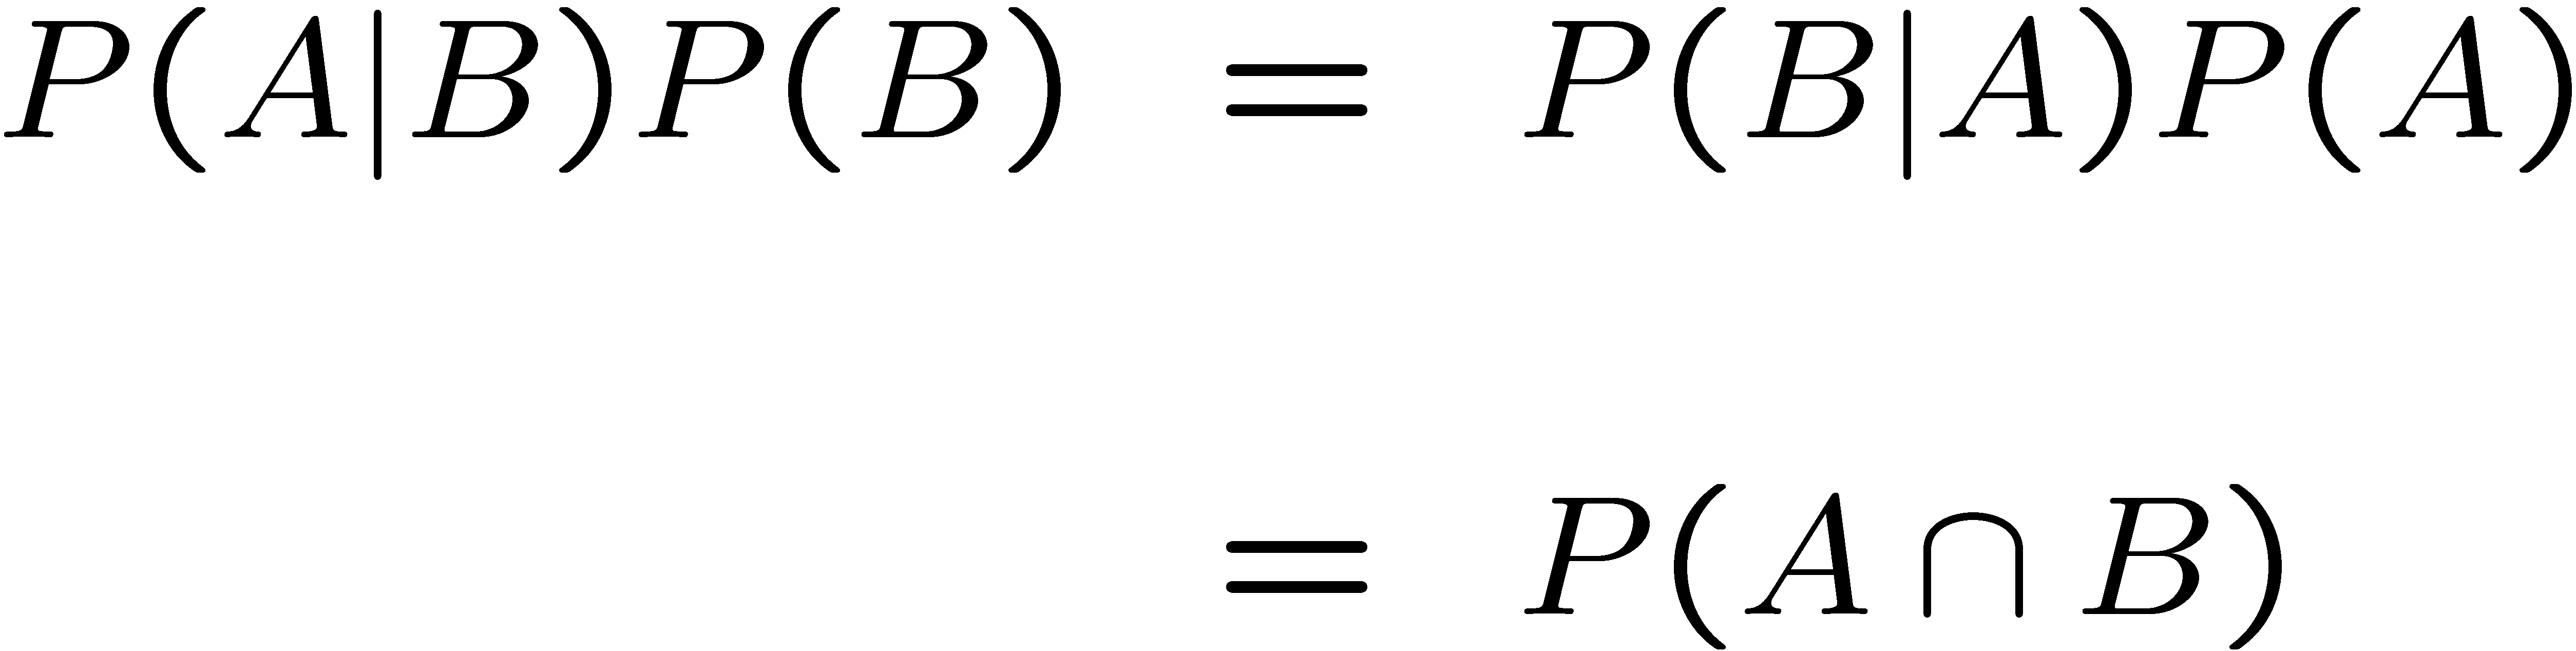 P(A|B)P(B) = P(B|A)P(A)
= P(A ∩ B)